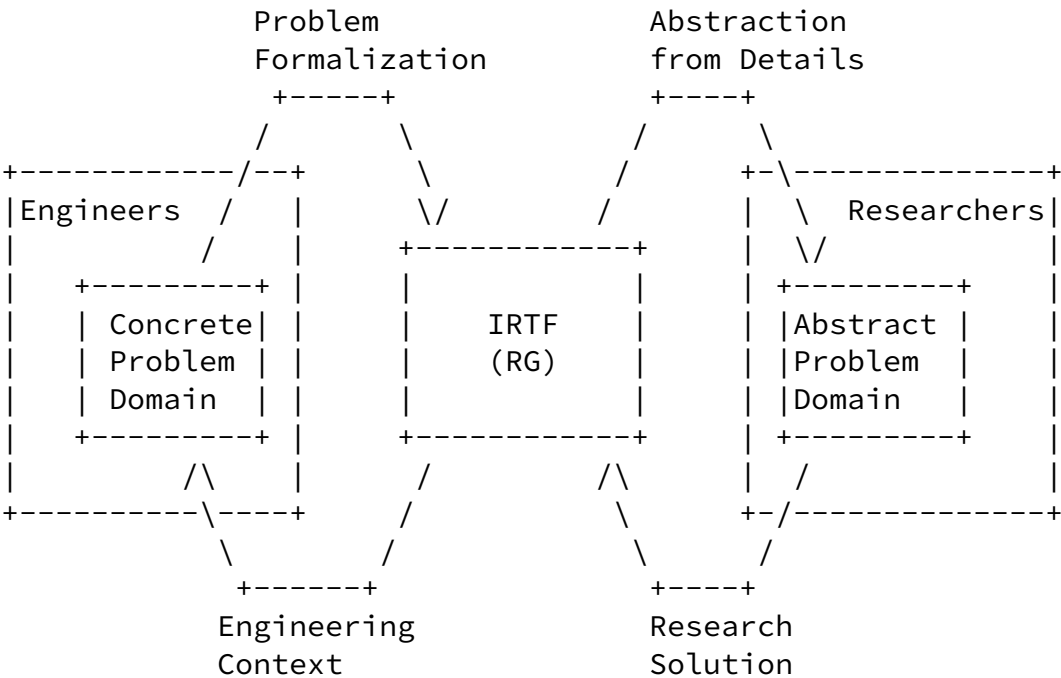 Problem
Formalization
Abstraction
from Details
Engineers
Researchers
Concrete
Problem
Domain
IRTF
(RG)
Abstract
Problem
Domain
Engineering
Context
Research
Solution